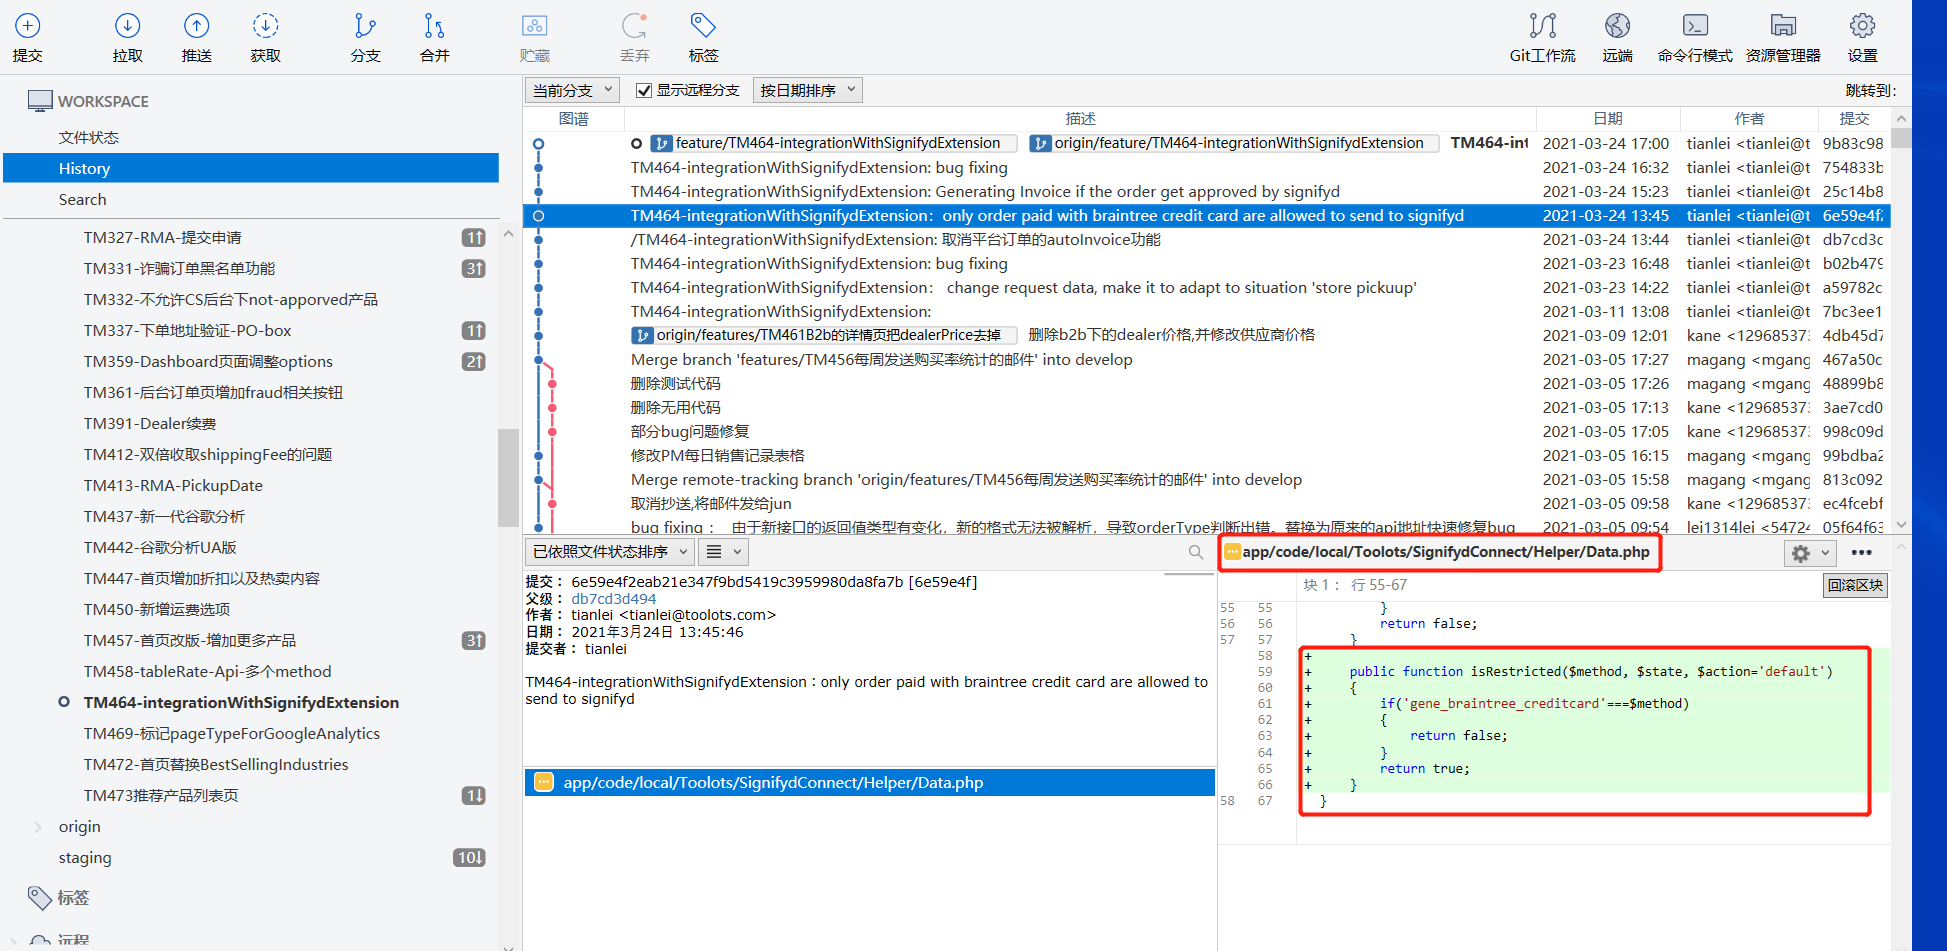 提交
拉取
推送
获取
分支
合并
贮藏
丢弃
标签
Git工作流
远端
命令行模式
资源管理器
设置
WORKSPACE
文件状态
History
Search
TM327-RMA-提交申请 1↑
TM331-诈骗订单黑名单功能 3↑
TM332-不允许CS后台下not-apporved产品
TM337-下单地址验证-PO-box 1↑
TM359-Dashboard页面调整options 2↑
TM361-后台订单页增加fraud相关按钮
TM391-Dealer续费
TM412-双倍收取shippingFee的问题
TM413-RMA-PickupDate
TM437-新一代谷歌分析
TM442-谷歌分析UA版
TM447-首页增加折扣以及热卖内容
TM450-新增运费选项
TM457-首页改版-增加更多产品 3↑
TM458-tableRate-Api-多个method
TM464-integrationWithSignifydExtension
TM469-标记pageTypeForGoogleAnalytics
TM472-首页替换BestSellingIndustries
TM473推荐产品列表页 1↓
origin
staging 10↓
标签
远程
当前分支 显示远程分支 按日期排序 跳转到:
图谱 描述 日期 作者 提交
feature/TM464-integrationWithSignifydExtension origin/feature/TM464-integrationWithSignifydExtension TM464-int 2021-03-24 17:00 tianlei <tianlei@t 9b83c98
TM464-integrationWithSignifydExtension: bug fixing 2021-03-24 16:32 tianlei <tianlei@t 754833b
TM464-integrationWithSignifydExtension: Generating Invoice if the order get approved by signifyd 2021-03-24 15:23 tianlei <tianlei@t 25c14b8
TM464-integrationWithSignifydExtension：only order paid with braintree credit card are allowed to send to signifyd 2021-03-24 13:45 tianlei <tianlei@t 6e59e4f2
/TM464-integrationWithSignifydExtension: 取消平台订单的autoInvoice功能 2021-03-24 13:44 tianlei <tianlei@t db7cd3d
TM464-integrationWithSignifydExtension: bug fixing 2021-03-23 16:48 tianlei <tianlei@t b02b479
TM464-integrationWithSignifydExtension： change request data, make it to adapt to situation 'store pickuup' 2021-03-23 14:22 tianlei <tianlei@t a59782c
TM464-integrationWithSignifydExtension: 2021-03-11 13:08 tianlei <tianlei@t 7bc3ee1
origin/features/TM461B2b的详情页把dealerPrice去掉 删除b2b下的dealer价格,并修改供应商价格 2021-03-09 12:01 kane <129685373 4db45d7
Merge branch 'features/TM456每周发送购买率统计的邮件' into develop 2021-03-05 17:27 magang <mgang 467a50c
删除测试代码 2021-03-05 17:26 magang <mgang 48899b8
删除无用代码 2021-03-05 17:13 kane <129685373 3ae7cd0
部分bug问题修复 2021-03-05 17:05 kane <129685373 998c09d
修改PM每日销售记录表格 2021-03-05 16:15 magang <mgang 99bdba2
Merge remote-tracking branch 'origin/features/TM456每周发送购买率统计的邮件' into develop 2021-03-05 15:58 magang <mgang 813c092
取消抄送,将邮件发给jun 2021-03-05 09:58 kane <129685373 ec4fcebf
bug fixing： 由于新接口的返回值类型有变化，新的格式无法被解析，导致orderType判断出错。替换为原来的api地址快速修复bug 2021-03-05 09:54 lei1314lei <54724 05f64f63
已依照文件状态排序
提交： 6e59e4f2eab21e347f9bd5419c3959980da8fa7b [6e59e4f]
父级： db7cd3d494
作者： tianlei <tianlei@toolots.com>
日期： 2021年3月24日 13:45:46
提交者： tianlei
TM464-integrationWithSignifydExtension：only order paid with braintree credit card are allowed to
send to signifyd
app/code/local/Toolots/SignifydConnect/Helper/Data.php
app/code/local/Toolots/SignifydConnect/Helper/Data.php
块 1： 行 55-67 回滚区块
55 55 }
56 56 return false;
57 57 }
58 +
59 + public function isRestricted($method, $state, $action='default')
60 + {
61 + if('gene_braintree_creditcard'===$method)
62 + {
63 + return false;
64 + }
65 + return true;
66 + }
58 67 }